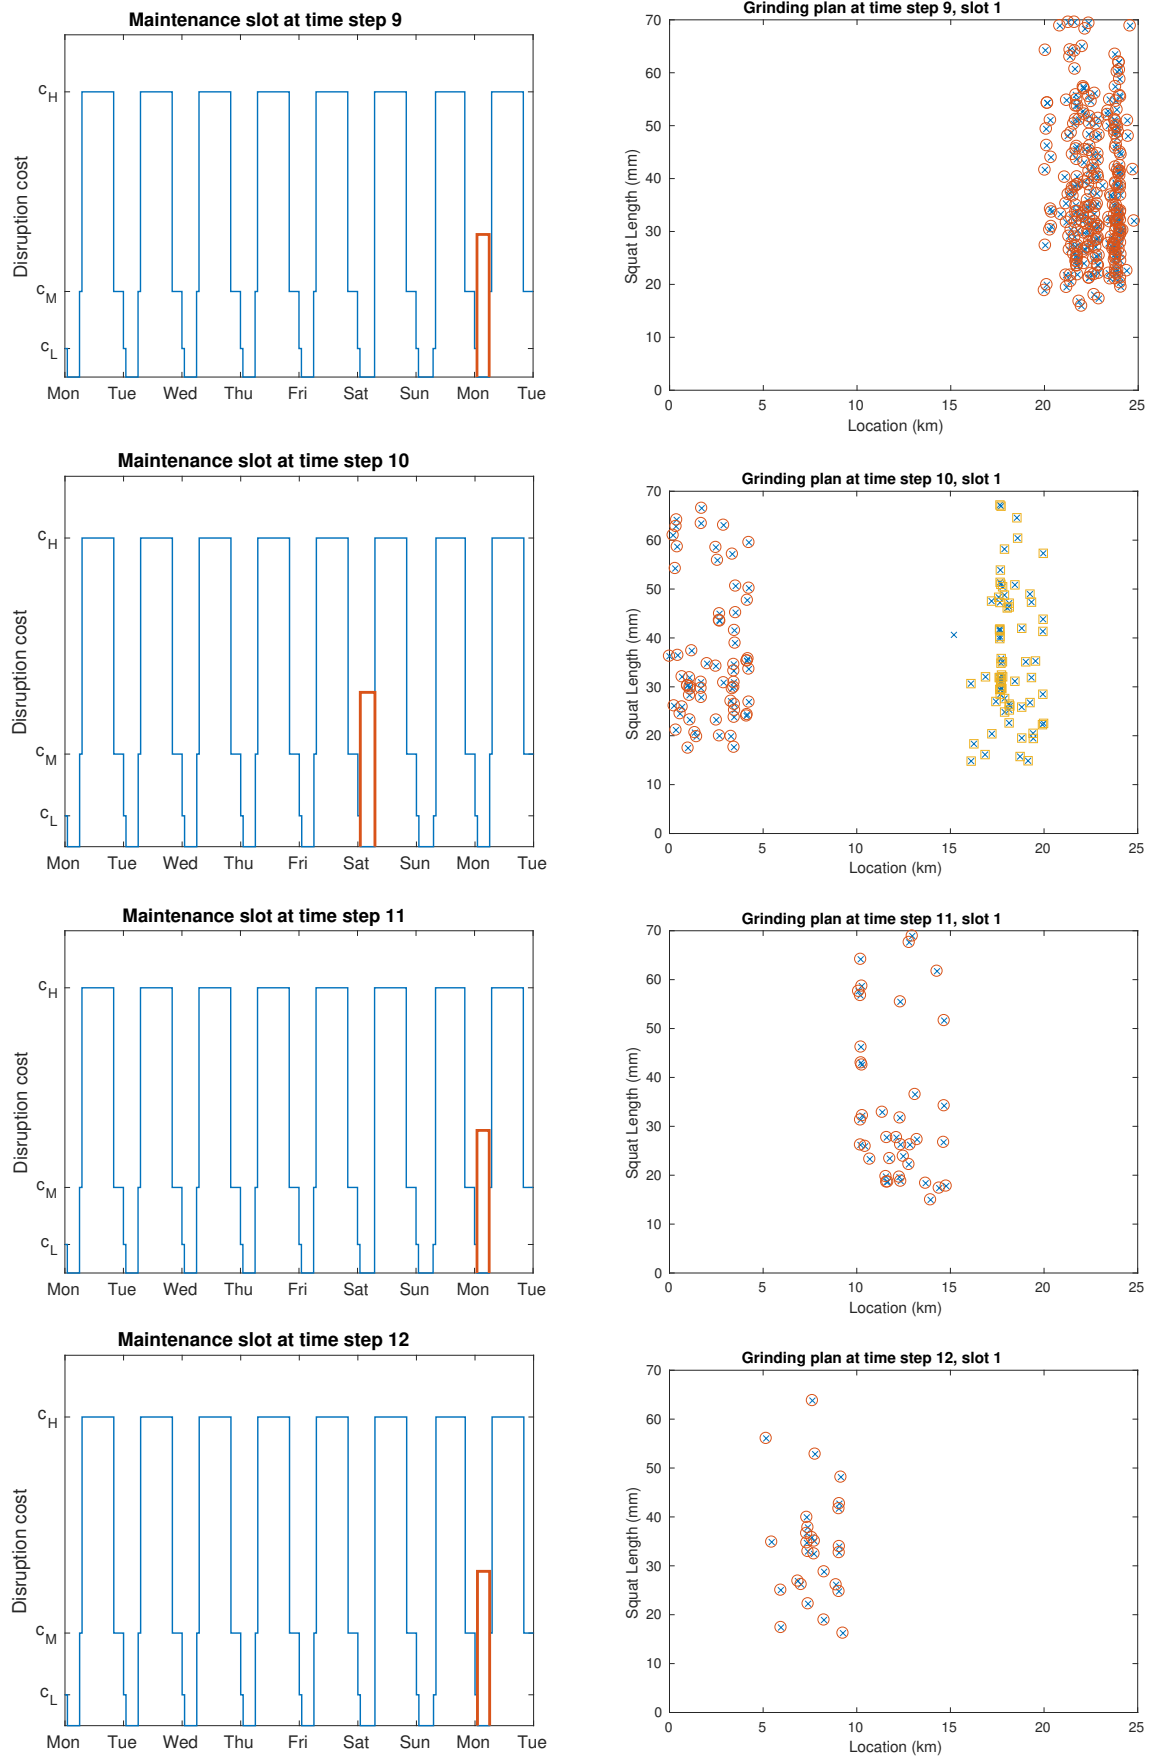 Maintenance slot at time step 9
Disruption cost
c_H
c_M
c_L
Mon Tue Wed Thu Fri Sat Sun Mon Tue
Grinding plan at time step 9, slot 1
Squat Length (mm)
70
60
50
40
30
20
10
0
0 5 10 15 20 25
Location (km)
Maintenance slot at time step 10
Disruption cost
c_H
c_M
c_L
Mon Tue Wed Thu Fri Sat Sun Mon Tue
Grinding plan at time step 10, slot 1
Squat Length (mm)
70
60
50
40
30
20
10
0
0 5 10 15 20 25
Location (km)
Maintenance slot at time step 11
Disruption cost
c_H
c_M
c_L
Mon Tue Wed Thu Fri Sat Sun Mon Tue
Grinding plan at time step 11, slot 1
Squat Length (mm)
70
60
50
40
30
20
10
0
0 5 10 15 20 25
Location (km)
Maintenance slot at time step 12
Disruption cost
c_H
c_M
c_L
Mon Tue Wed Thu Fri Sat Sun Mon Tue
Grinding plan at time step 12, slot 1
Squat Length (mm)
70
60
50
40
30
20
10
0
0 5 10 15 20 25
Location (km)